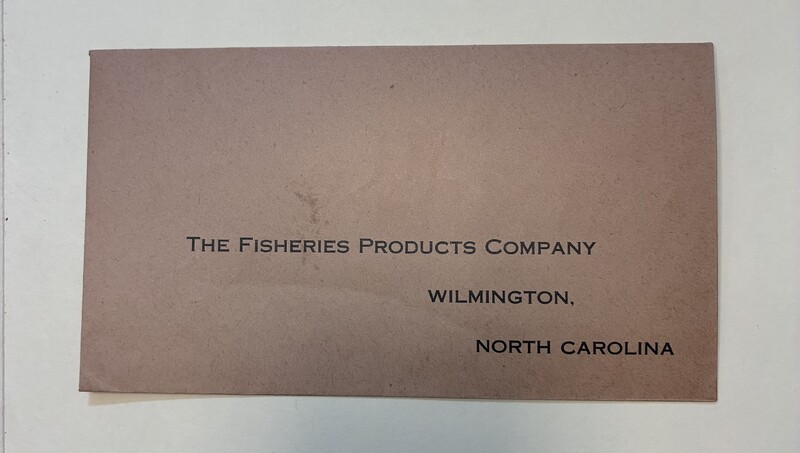 The Fisheries Products Company
WILMINGTON,
NORTH CAROLINA